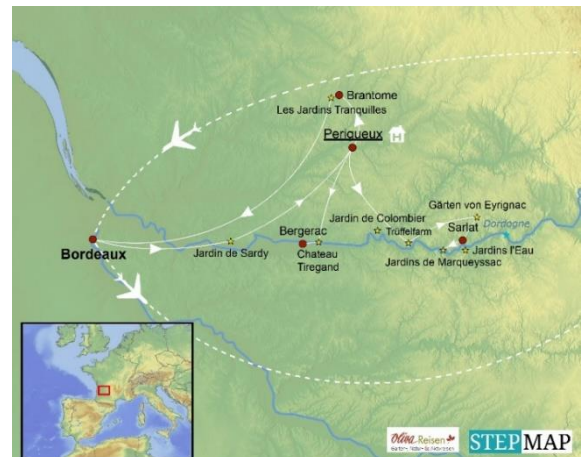 Brantome
Les Jardins Tranquilles
Perigueux
H
Gärten von Eyrignac
Jardin de Colombier
Dordogne
Trüffelfarm
Sarlat
Bergerac
Bordeaux
Jardin de Sardy
Chateau
Tiregand
Jardins l'Eau
Jardins de Marqueyssac
Oliva Reisen
STEPMAP